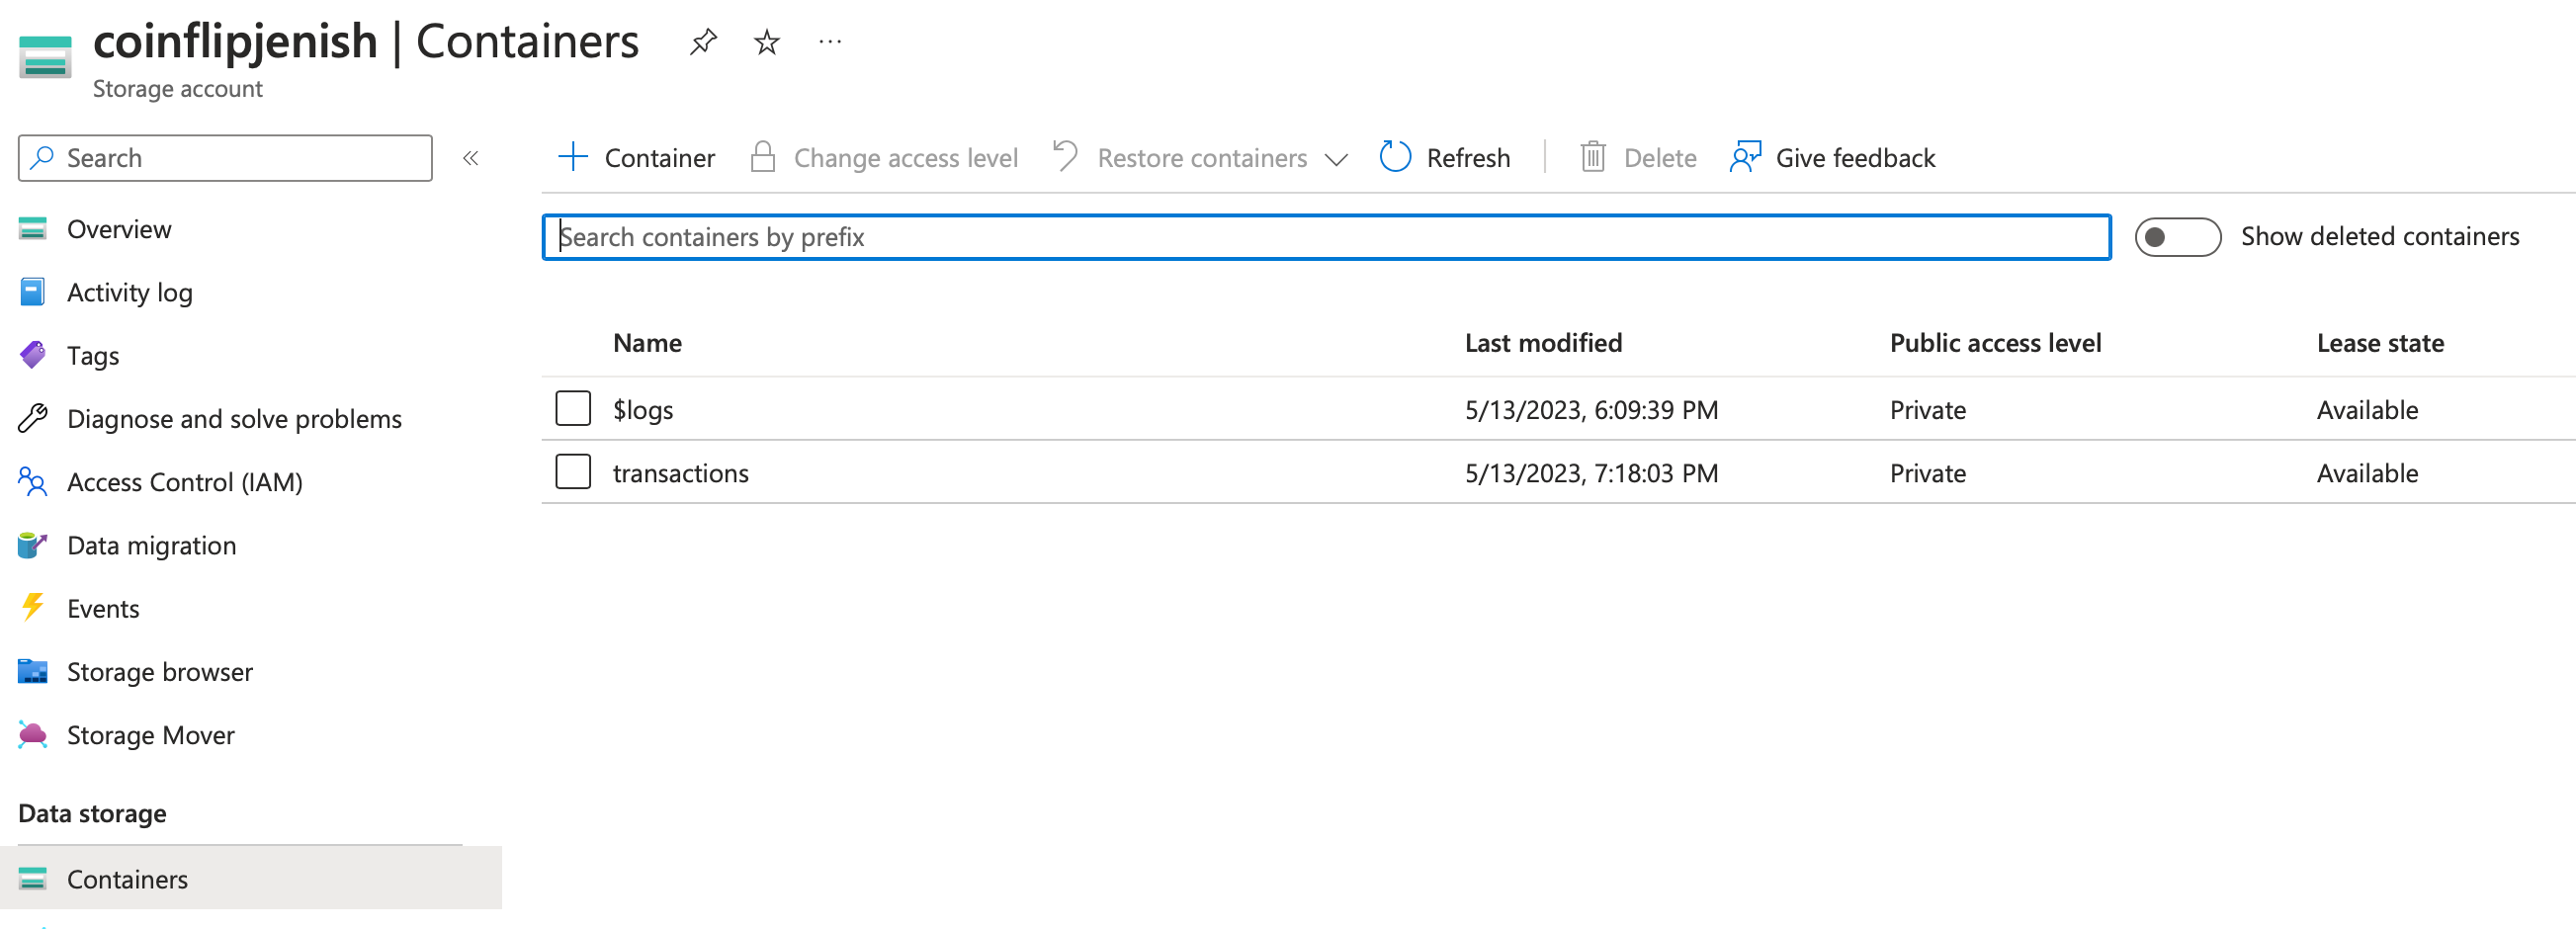 coinflipjenish | Containers
Storage account
Search
Container
Change access level
Restore containers
Refresh
Delete
Give feedback
Search containers by prefix
Show deleted containers
Overview
Activity log
Tags
Diagnose and solve problems
Access Control (IAM)
Data migration
Events
Storage browser
Storage Mover
Data storage
Containers
Name Last modified Public access level Lease state
$logs 5/13/2023, 6:09:39 PM Private Available
transactions 5/13/2023, 7:18:03 PM Private Available